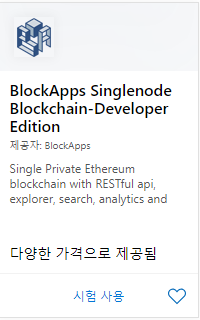 BlockApps Singlenode
Blockchain-Developer
Edition
제공자: BlockApps
Single Private Ethereum
blockchain with RESTful api,
explorer, search, analytics and
다양한 가격으로 제공됨
시험 사용